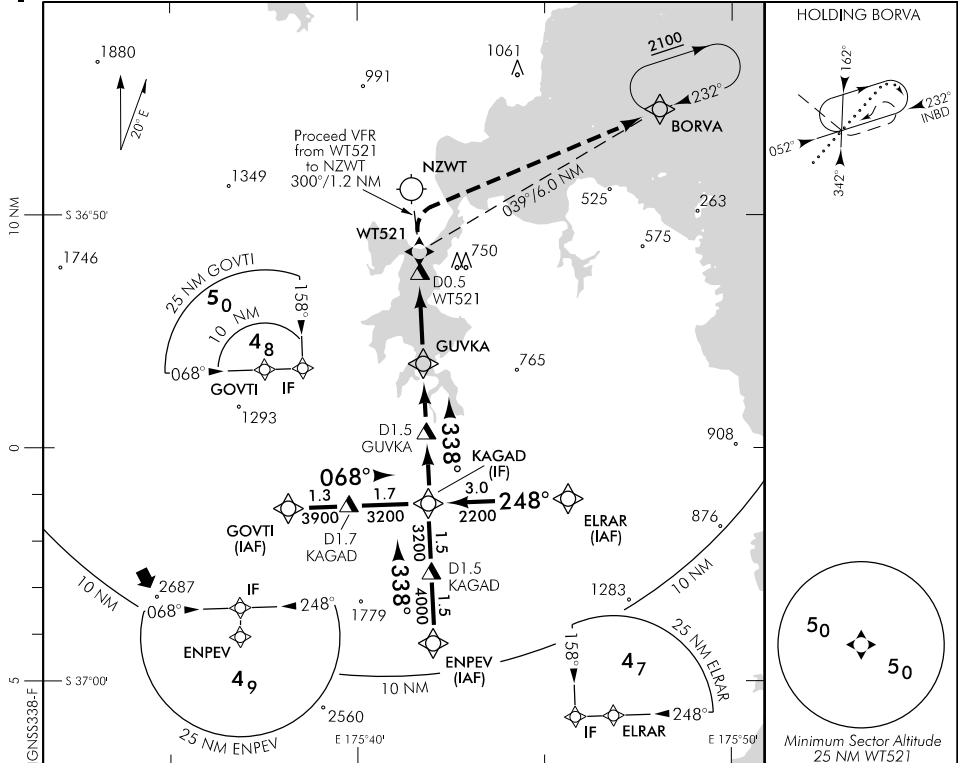 HOLDING BORVA
1880
1061
991
2100
20° E
232°
BORVA
162°
232°
INBD
052°
342°
Proceed VFR
from WT521
to NZWT
300°/1.2 NM
NZWT
1349
039°/6.0 NM
525
263
10 NM
S 36°50'
WT521
750
575
1746
D0.5
WT521
25 NM GOVTI
50
158°
10 NM
48
068°
GOVTI
IF
GUVKA
765
1293
D1.5
GUVKA
338°
908
0
KAGAD
(IF)
068°
1.3
1.7
3.0
248°
3900
3200
2200
GOVTI
(IAF)
D1.7
KAGAD
ELRAR
(IAF)
876
3200
1.5
338°
D1.5
KAGAD
4000
1.5
10 NM
2687
IF
068°
248°
1779
1283
10 NM
ENPEV
ENPEV
(IAF)
158°
47
25 NM ELRAR
50
50
49
5
S 37°00'
10 NM
248°
IF
ELRAR
2560
25 NM ENPEV
E 175°40'
E 175°50'
IGNSS338-F
Minimum Sector Altitude
25 NM WT521